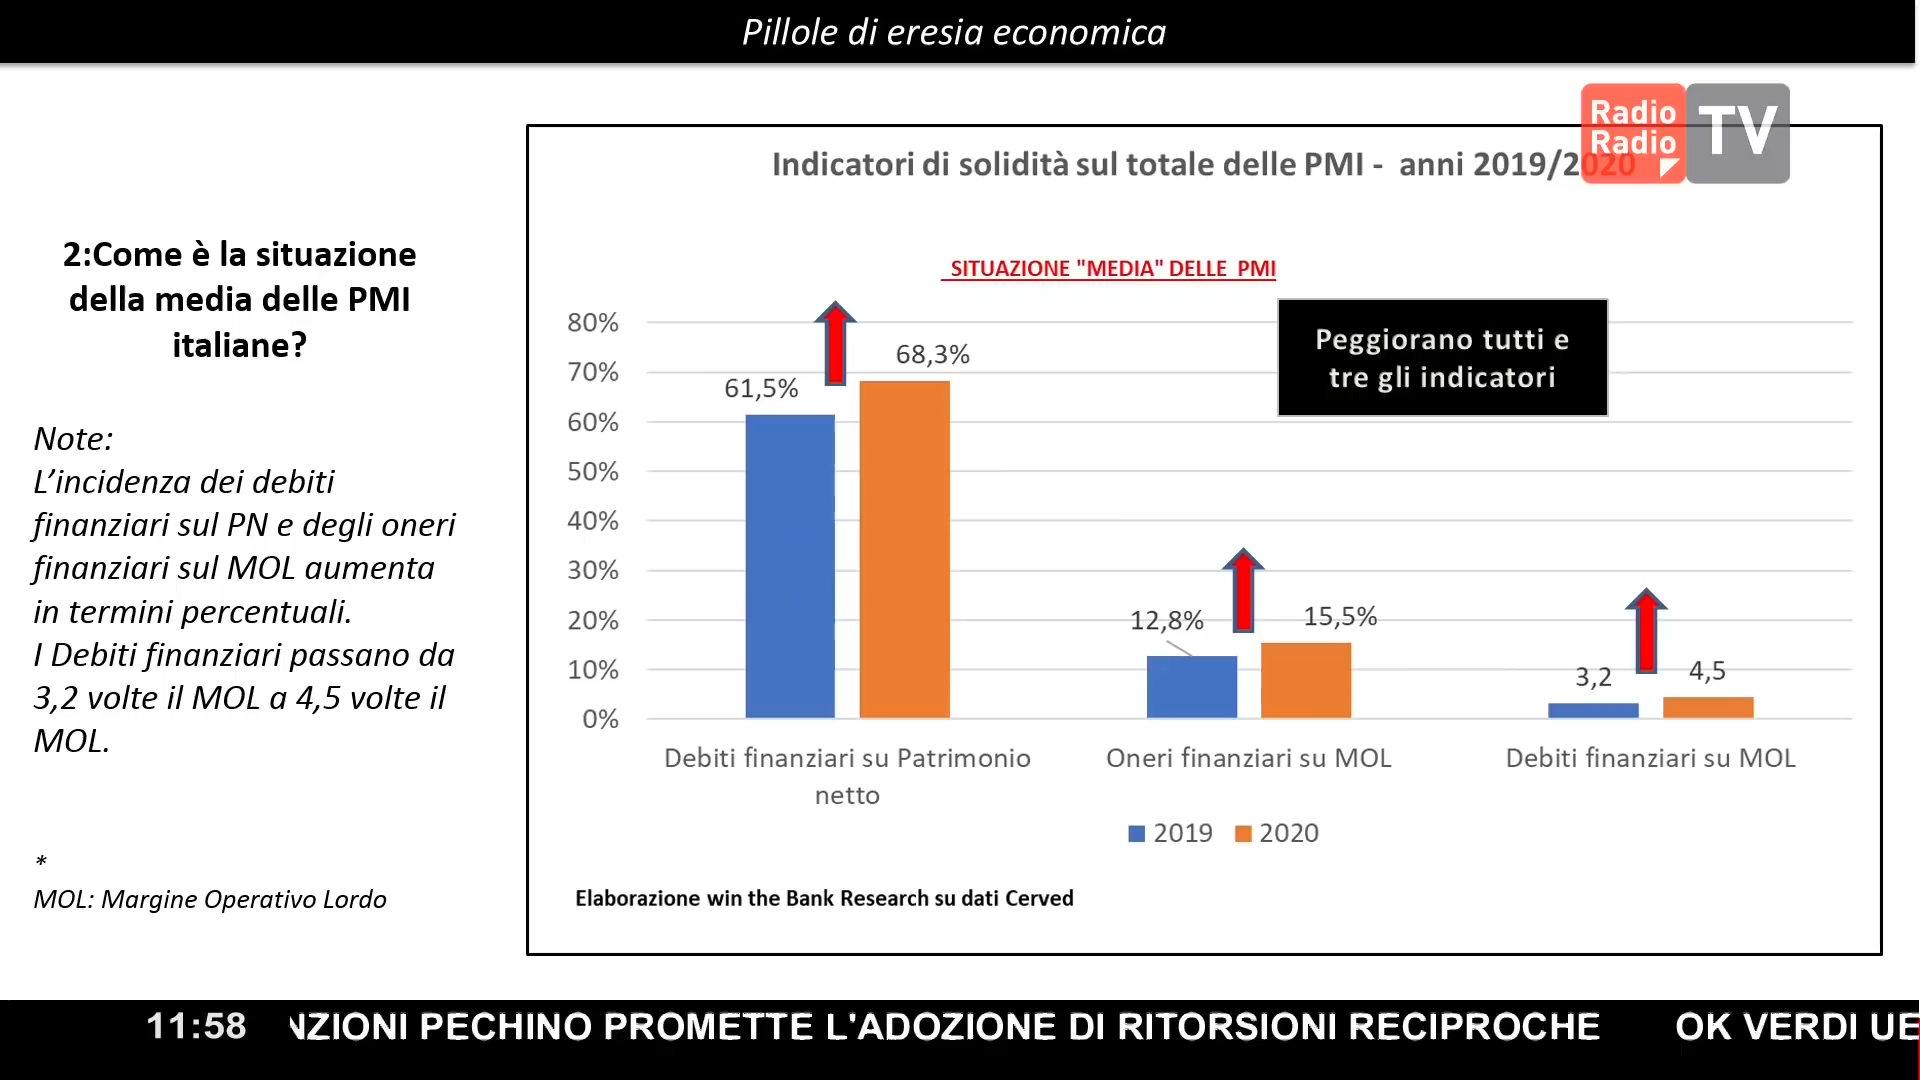 Pillole di eresia economica
Radio
Radio
TV
Indicatori di solidità sul totale delle PMI - anni 2019/2020
2:Come è la situazione
della media delle PMI
italiane?
Note:
L’incidenza dei debiti
finanziari sul PN e degli oneri
finanziari sul MOL aumenta
in termini percentuali.
I Debiti finanziari passano da
3,2 volte il MOL a 4,5 volte il
MOL.
*
MOL: Margine Operativo Lordo
SITUAZIONE "MEDIA" DELLE PMI
Peggiorano tutti e
tre gli indicatori
80%
70%
60%
50%
40%
30%
20%
10%
0%
61,5%
68,3%
12,8%
15,5%
3,2
4,5
Debiti finanziari su Patrimonio
netto
Oneri finanziari su MOL
Debiti finanziari su MOL
2019
2020
Elaborazione win the Bank Research su dati Cerved
11:58
NZIONI PECHINO PROMETTE L'ADOZIONE DI RITORSIONI RECIPROCHE
OK VERDI UE